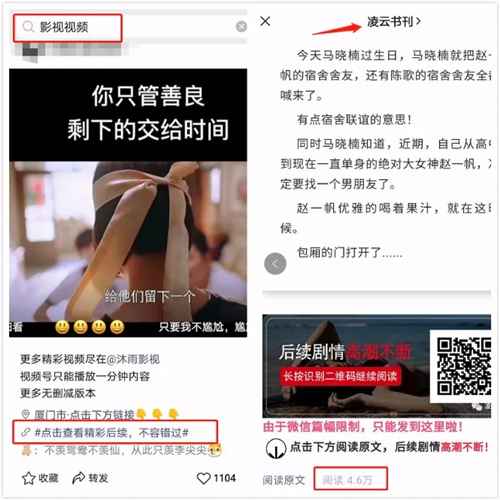 影视视频
你只管善良
剩下的交给时间
给他们留下一个
看
只要我不尴尬，尴
更多精彩视频尽在@沐雨影视
视频号只能播放一分钟内容
更多无删减版本
厦门市·点击下方链接👇👇👇
#点击查看精彩后续，不容错过#
：不羡鸳鸯不羡仙，从此只羡李尖尖
收藏
转发
1104
凌云书刊 >
今天马晓楠过生日，马晓楠就把赵一
帆的宿舍舍友，还有陈歌的宿舍舍友全
喊来了。
有点宿舍联谊的意思！
同时马晓楠知道，近期，自己从高
到现在一直单身的绝对大女神赵一帆，
定要找一个男朋友了。
赵一帆优雅的喝着果汁，就在这
候。
包厢的门打开了......
后续剧情高潮不断
长按识别二维码继续阅读
由于微信篇幅限制，只能发到这里啦！
点击下方阅读原文，后续剧情高潮不断！
阅读原文
阅读 4.6万